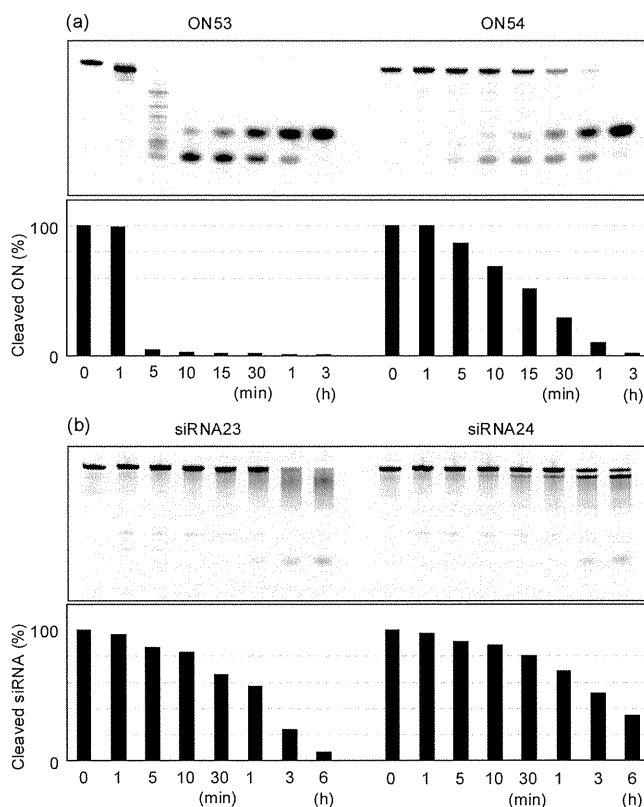 (a) ON53 ON54
Cleaved ON (%)
100
0
0 1 5 10 15 30 1 3 0 1 5 10 15 30 1 3
(min) (h) (min) (h)
(b) siRNA23 siRNA24
Cleaved siRNA (%)
100
0
0 1 5 10 30 1 3 6 0 1 5 10 30 1 3 6
(min) (h) (min) (h)